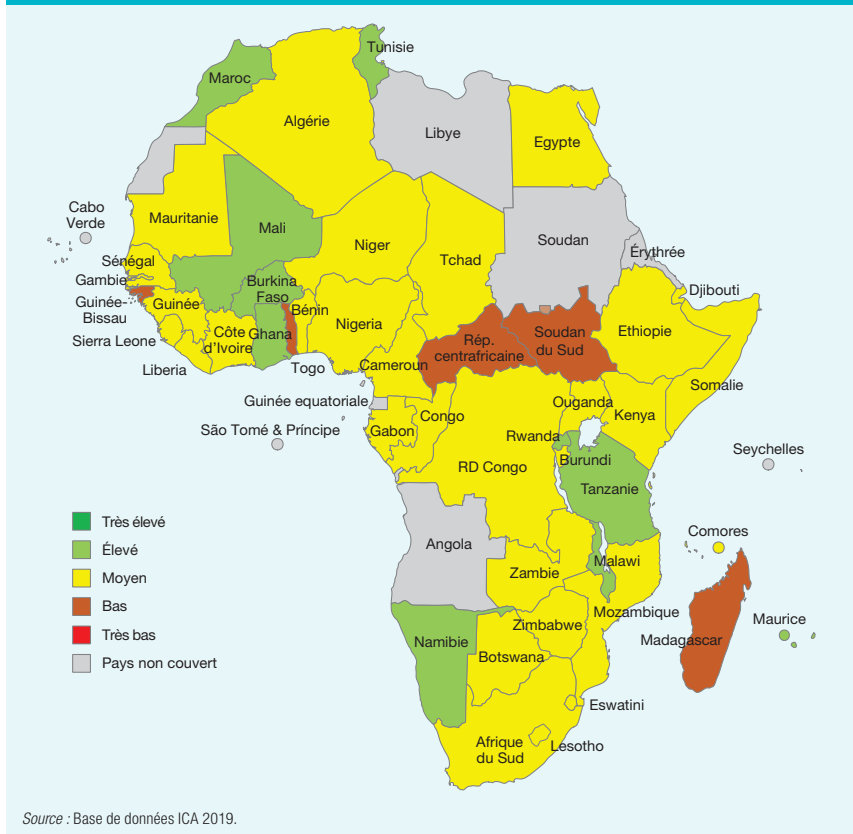 Tunisie
Maroc
Algérie
Libye
Egypte
Cabo
Verde
Mauritanie
Mali
Niger
Tchad
Soudan
Érythrée
Sénégal
Gambie
Guinée-
Bissau
Guinée
Burkina
Faso
Bénin
Djibouti
Sierra Leone
Côte
d'Ivoire
Ghana
Nigeria
Rép.
centrafricaine
Soudan
du Sud
Ethiopie
Liberia
Togo
Cameroun
Somalie
Guinée equatoriale
Congo
Ouganda
Kenya
São Tomé & Príncipe
Gabon
Rwanda
Seychelles
RD Congo
Burundi
Tanzanie
Très élevé
Élevé
Moyen
Bas
Très bas
Pays non couvert
Angola
Comores
Zambie
Malawi
Mozambique
Maurice
Zimbabwe
Madagascar
Namibie
Botswana
Eswatini
Afrique
du Sud
Lesotho
Source : Base de données ICA 2019.